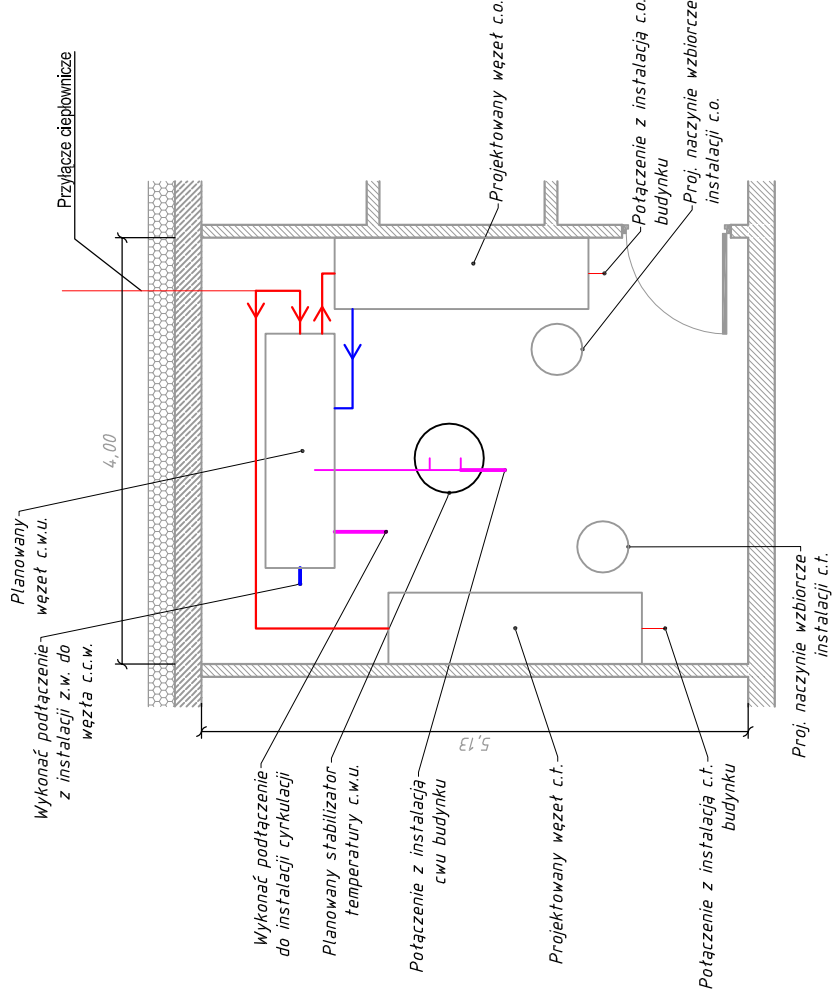 Przyłącze ciepłownicze
Projektowany węzeł c.o.
Połączenie z instalacją c.o.
budynku
Proj. naczynie wzbiorcze
instalacji c.o.
4,00
Planowany
węzeł c.w.u.
Wykonać podłączenie
z instalacji z.w. do
węzła c.c.w.
5,13
Wykonać podłączenie
do instalacji cyrkulacji
Planowany stabilizator
temperatury c.w.u.
Połączenie z instalacją
cwu budynku
Projektowany węzeł c.t.
Połączenie z instalacją c.t.
budynku
Proj. naczynie wzbiorcze
instalacji c.t.